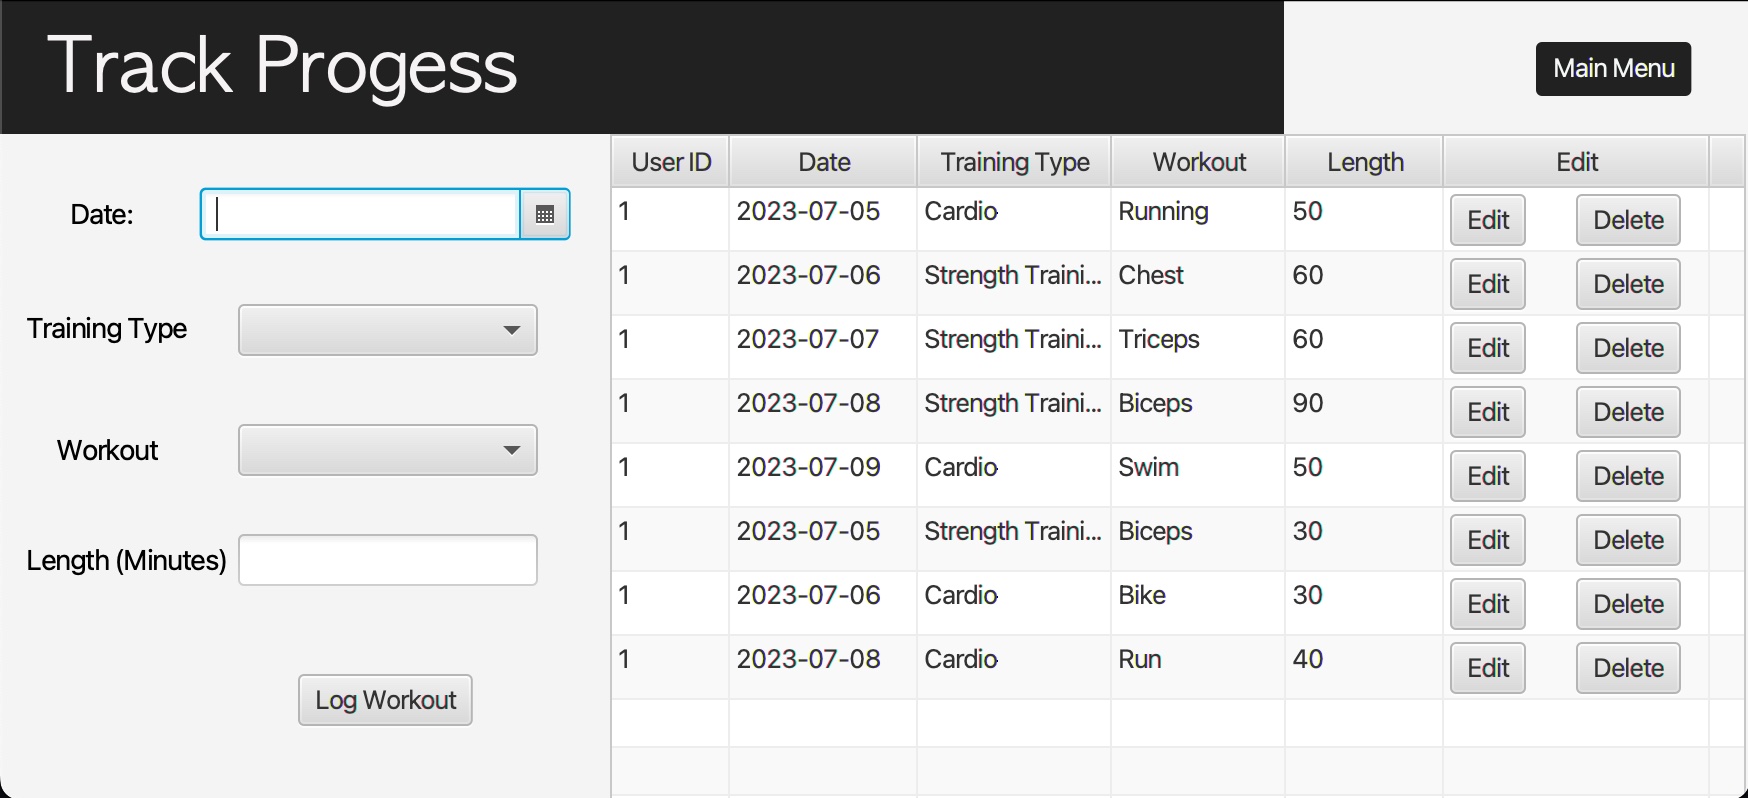 Track Progess
Main Menu
Date:
Training Type
Workout
Length (Minutes)
Log Workout
User ID Date Training Type Workout Length Edit
1 2023-07-05 Cardio Running 50 Edit Delete
1 2023-07-06 Strength Traini... Chest 60 Edit Delete
1 2023-07-07 Strength Traini... Triceps 60 Edit Delete
1 2023-07-08 Strength Traini... Biceps 90 Edit Delete
1 2023-07-09 Cardio Swim 50 Edit Delete
1 2023-07-05 Strength Traini... Biceps 30 Edit Delete
1 2023-07-06 Cardio Bike 30 Edit Delete
1 2023-07-08 Cardio Run 40 Edit Delete